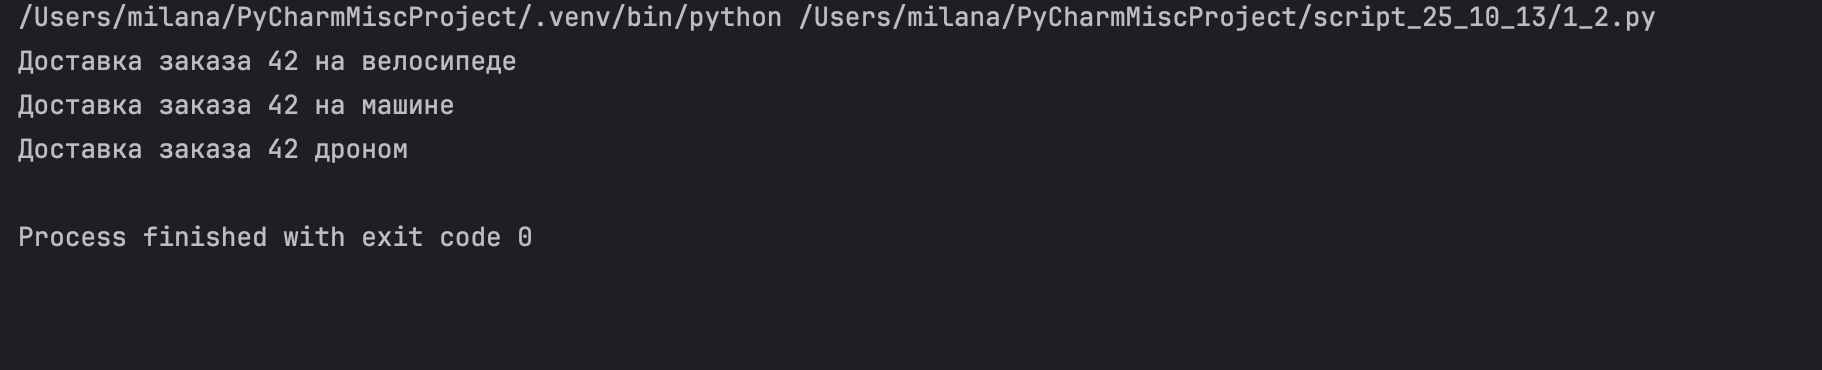 /Users/milana/PyCharmMiscProject/.venv/bin/python /Users/milana/PyCharmMiscProject/script_25_10_13/1_2.py
Доставка заказа 42 на велосипеде
Доставка заказа 42 на машине
Доставка заказа 42 дроном
Process finished with exit code 0